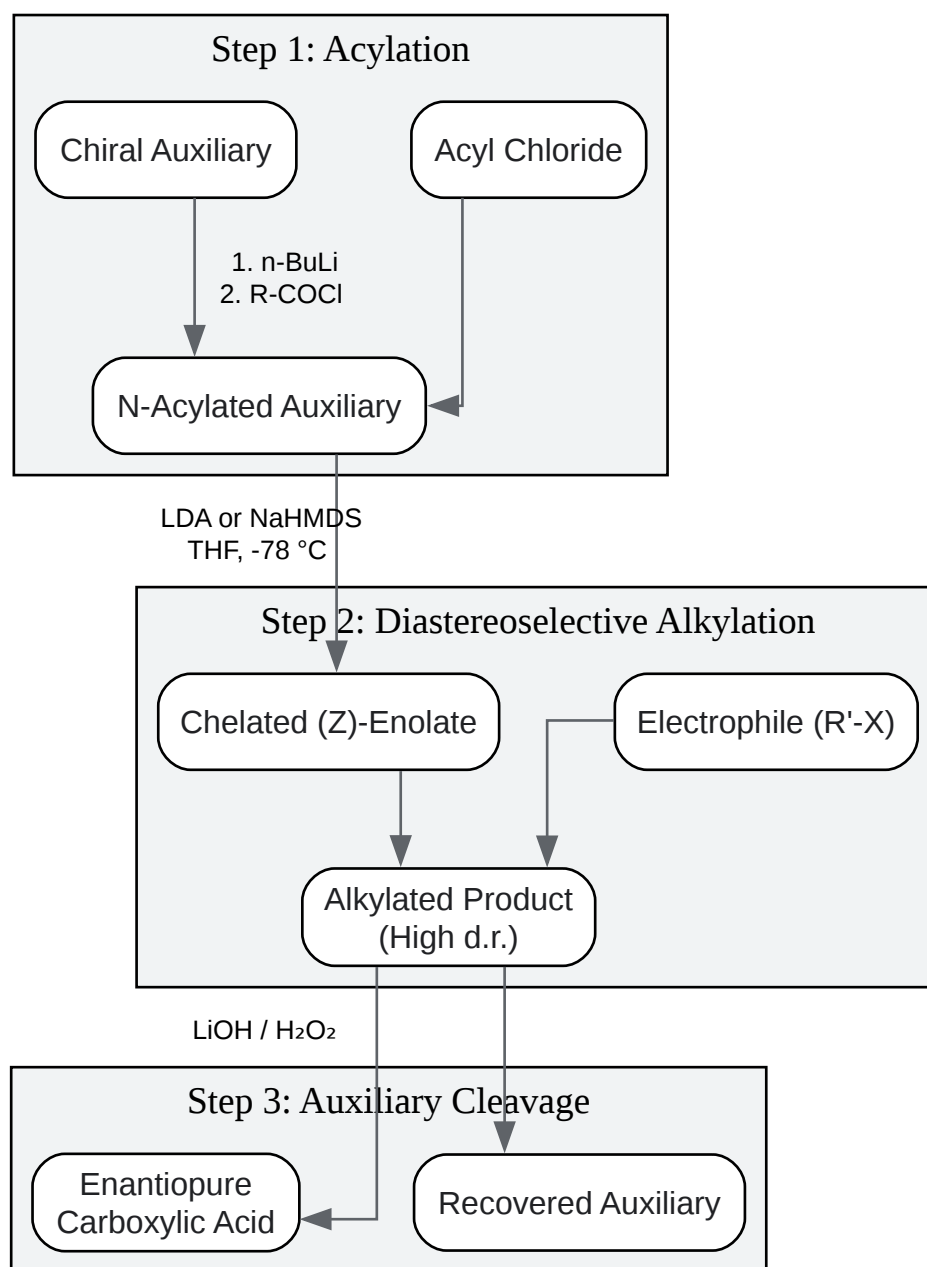 Step 1: Acylation
Chiral Auxiliary
Acyl Chloride
1. n-BuLi
2. R-COCl
N-Acylated Auxiliary
LDA or NaHMDS
THF, -78 °C
Step 2: Diastereoselective Alkylation
Chelated (Z)-Enolate
Electrophile (R'-X)
Alkylated Product
(High d.r.)
LiOH / H₂O₂
Step 3: Auxiliary Cleavage
Enantiopure
Carboxylic Acid
Recovered Auxiliary